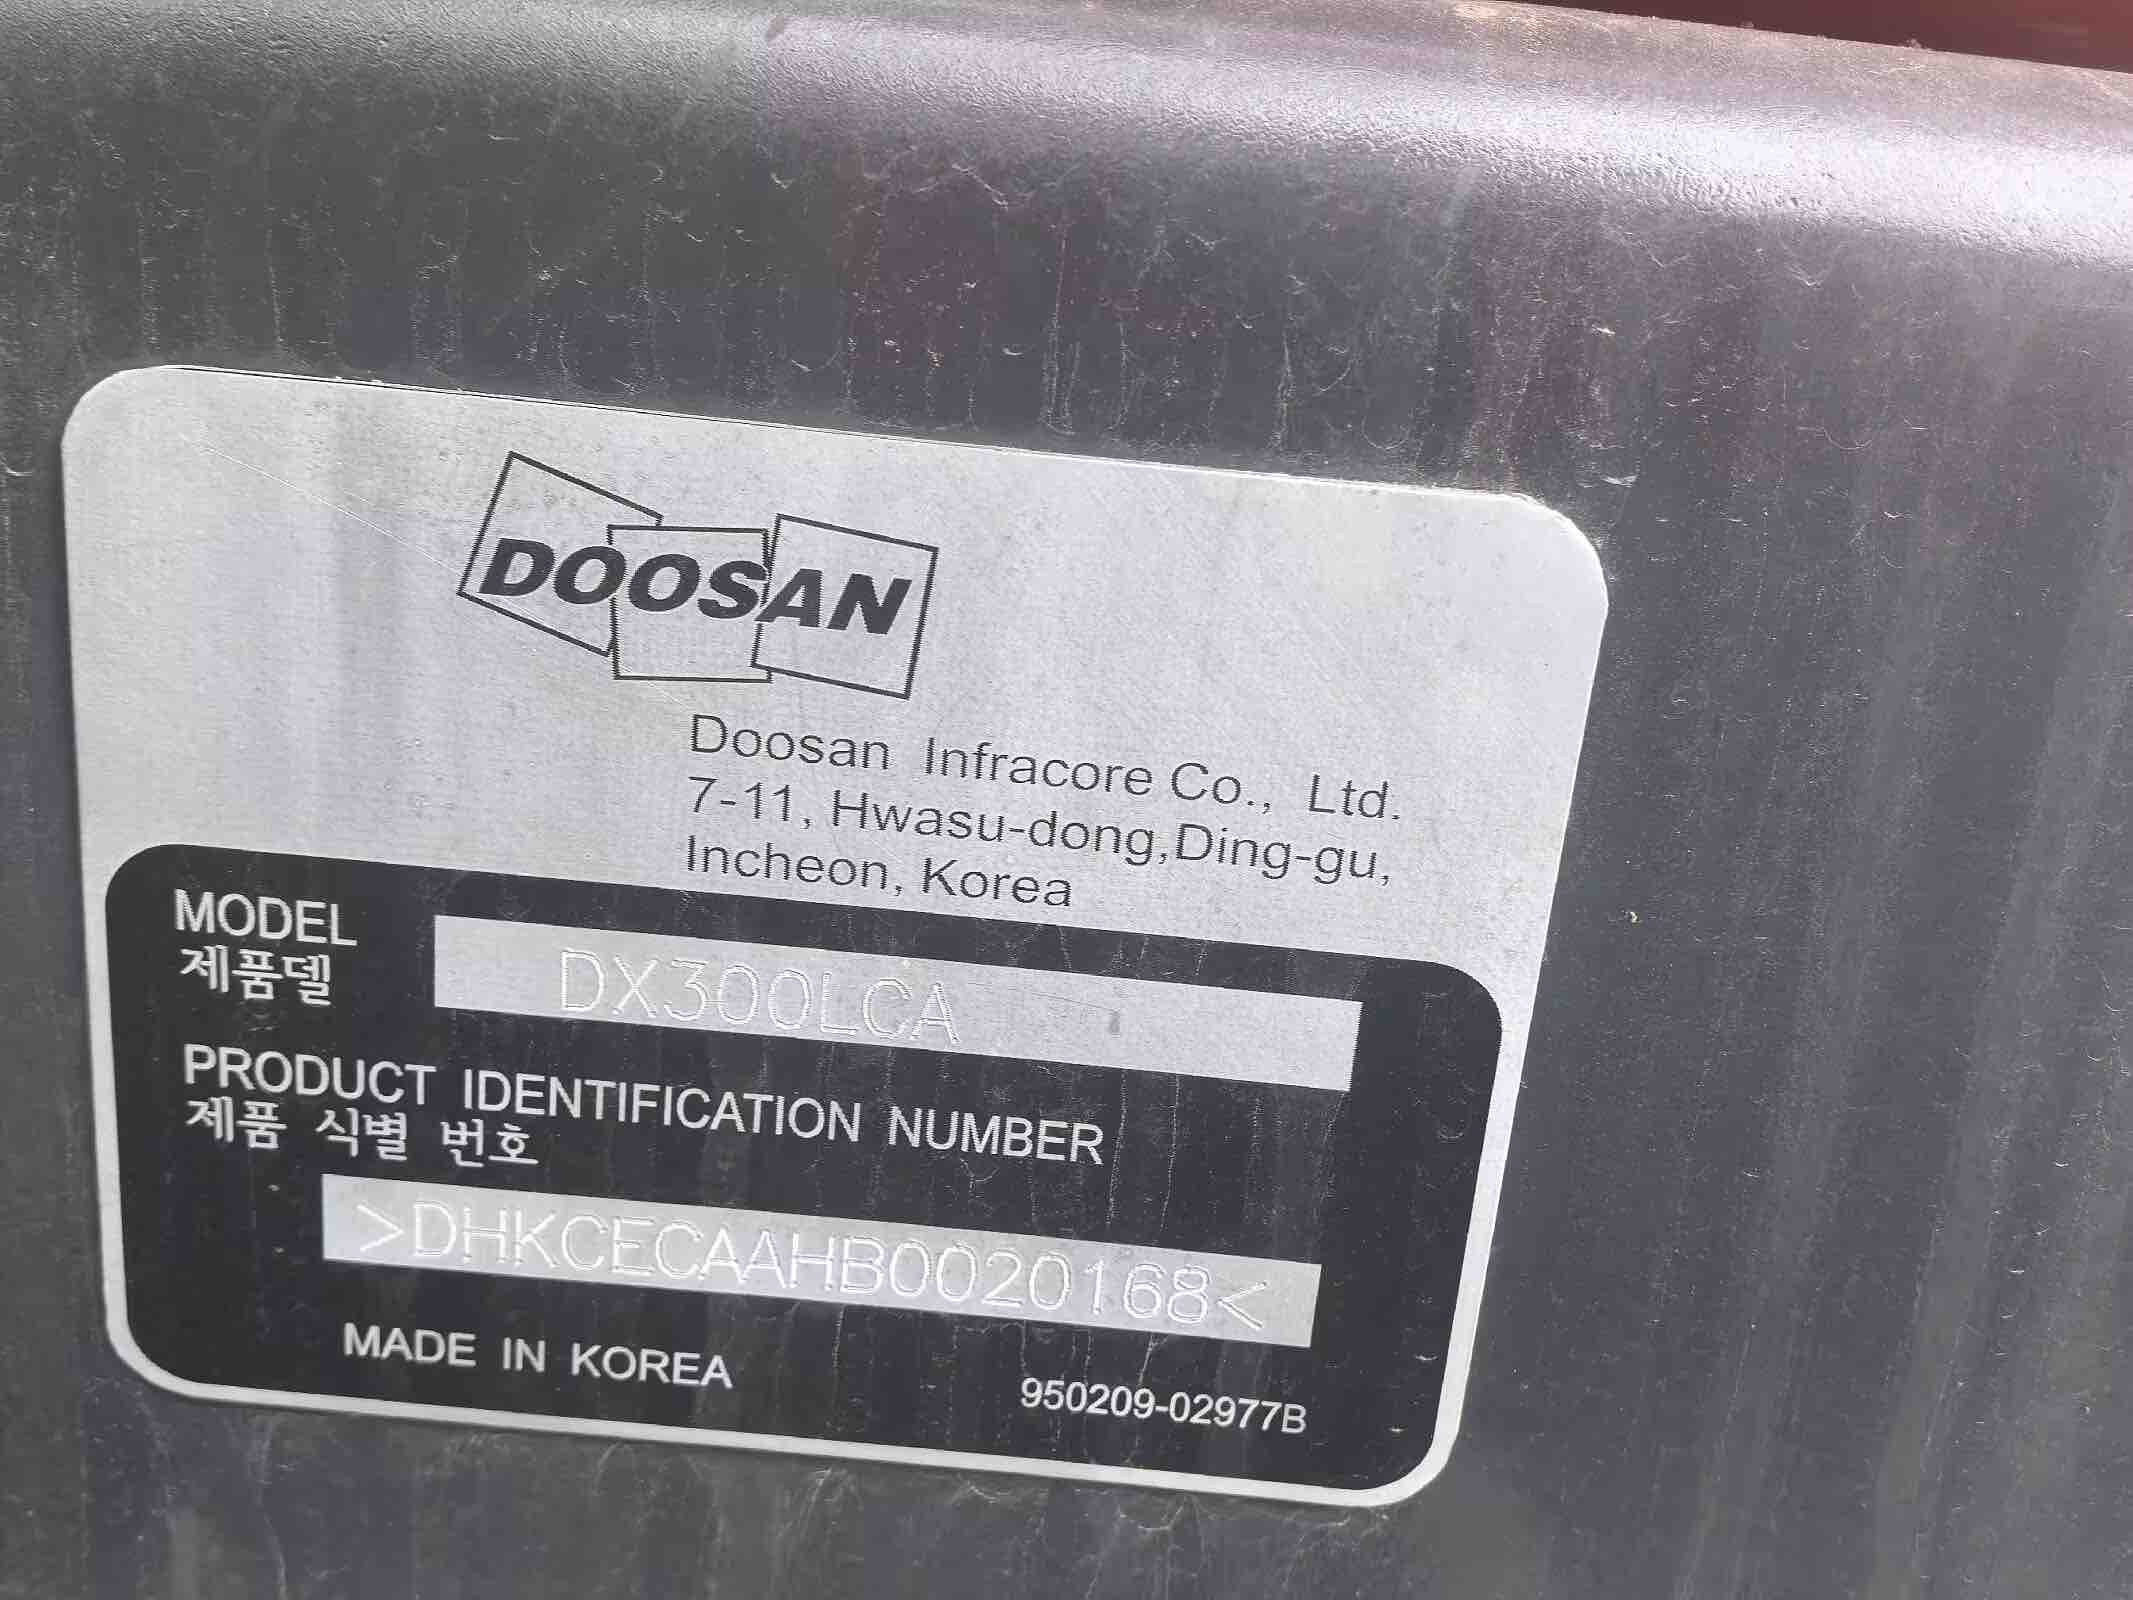 DOOSAN
Doosan Infracore Co., Ltd.
7-11, Hwasu-dong,Ding-gu,
Incheon, Korea
MODEL
제품델
DX300LCA
PRODUCT IDENTIFICATION NUMBER
제품 식별 번호
>DHKCECAAHB0020168<
MADE IN KOREA
950209-02977B